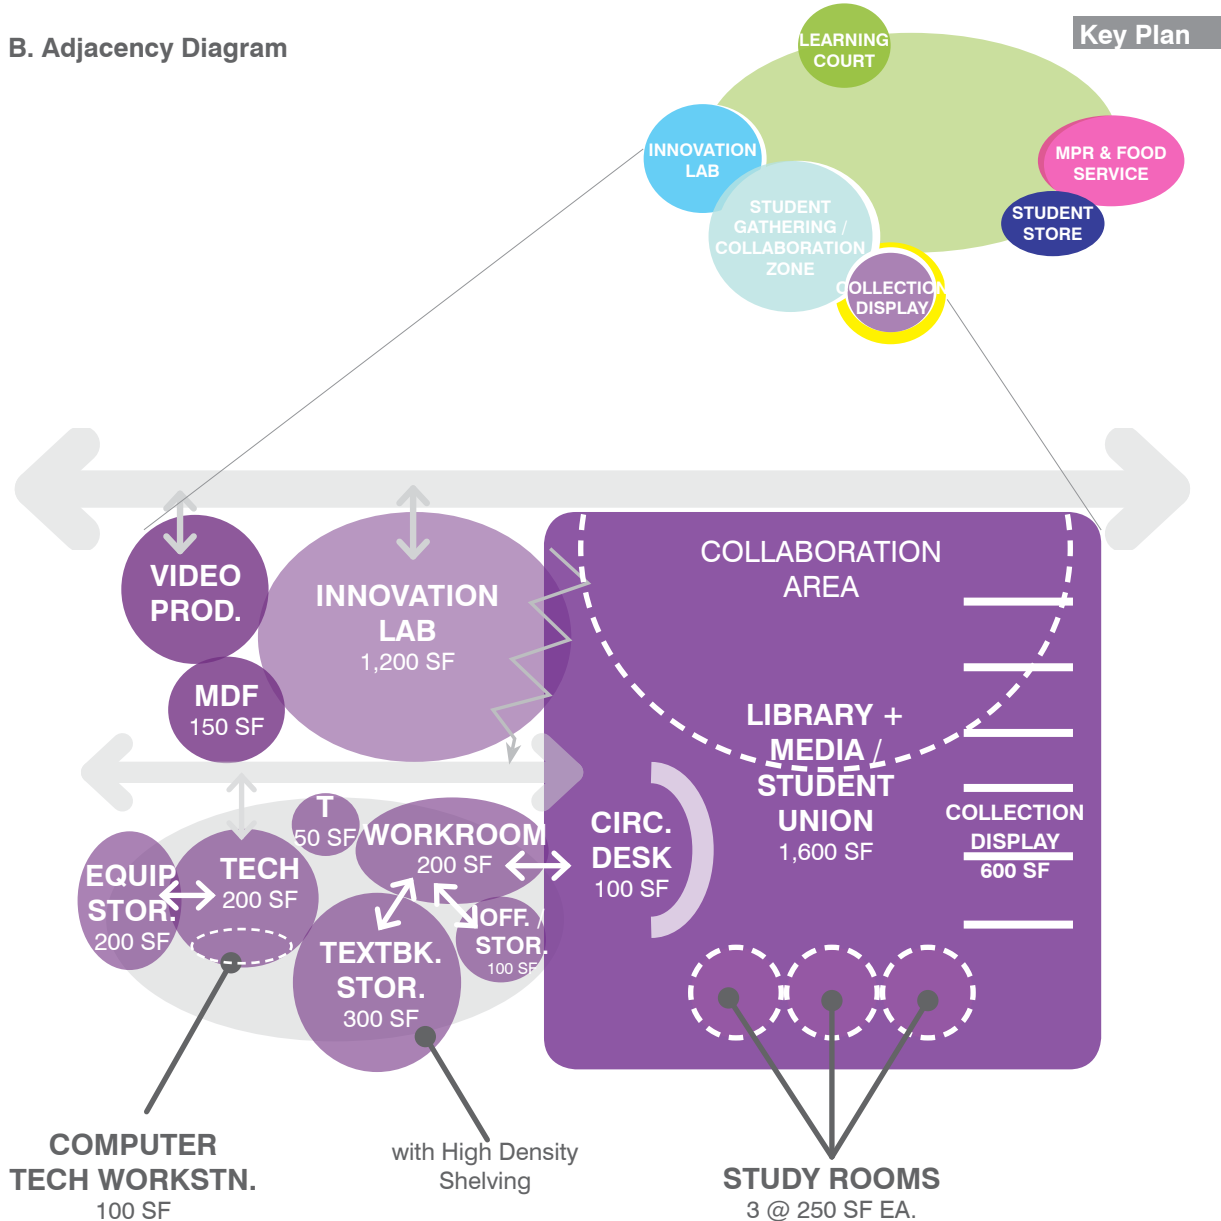 B. Adjacency Diagram
Key Plan
LEARNING
COURT
INNOVATION
LAB
MPR & FOOD
SERVICE
STUDENT
GATHERING /
COLLABORATION
ZONE
STUDENT
STORE
COLLECTION
DISPLAY
VIDEO
PROD.
INNOVATION
LAB
1,200 SF
COLLABORATION
AREA
MDF
150 SF
LIBRARY +
MEDIA /
STUDENT
UNION
1,600 SF
T
50 SF
WORKROOM
200 SF
CIRC.
DESK
100 SF
COLLECTION
DISPLAY
600 SF
EQUIP
STOR.
200 SF
TECH
200 SF
OFF. /
STOR.
100 SF
TEXTBK.
STOR.
300 SF
COMPUTER
TECH WORKSTN.
100 SF
with High Density
Shelving
STUDY ROOMS
3 @ 250 SF EA.